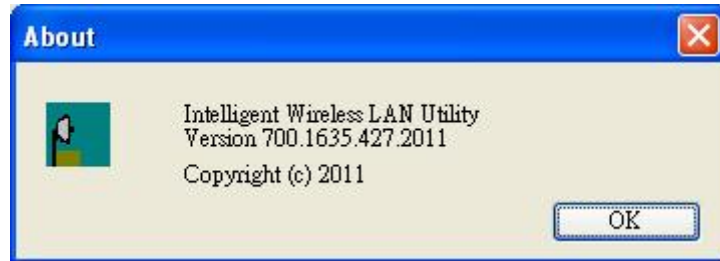 About
Intelligent Wireless LAN Utility
Version 700.1635.427.2011
Copyright (c) 2011
OK